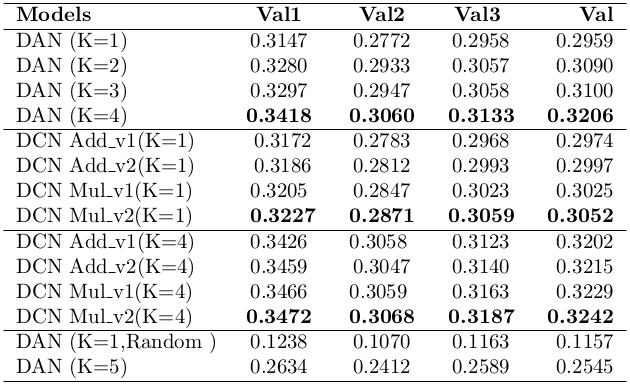 Models Val1 Val2 Val3 Val
DAN (K=1) 0.3147 0.2772 0.2958 0.2959
DAN (K=2) 0.3280 0.2933 0.3057 0.3090
DAN (K=3) 0.3297 0.2947 0.3058 0.3100
DAN (K=4) 0.3418 0.3060 0.3133 0.3206
DCN Add_v1(K=1) 0.3172 0.2783 0.2968 0.2974
DCN Add_v2(K=1) 0.3186 0.2812 0.2993 0.2997
DCN Mul_v1(K=1) 0.3205 0.2847 0.3023 0.3025
DCN Mul_v2(K=1) 0.3227 0.2871 0.3059 0.3052
DCN Add_v1(K=4) 0.3426 0.3058 0.3123 0.3202
DCN Add_v2(K=4) 0.3459 0.3047 0.3140 0.3215
DCN Mul_v1(K=4) 0.3466 0.3059 0.3163 0.3229
DCN Mul_v2(K=4) 0.3472 0.3068 0.3187 0.3242
DAN (K=1,Random ) 0.1238 0.1070 0.1163 0.1157
DAN (K=5) 0.2634 0.2412 0.2589 0.2545